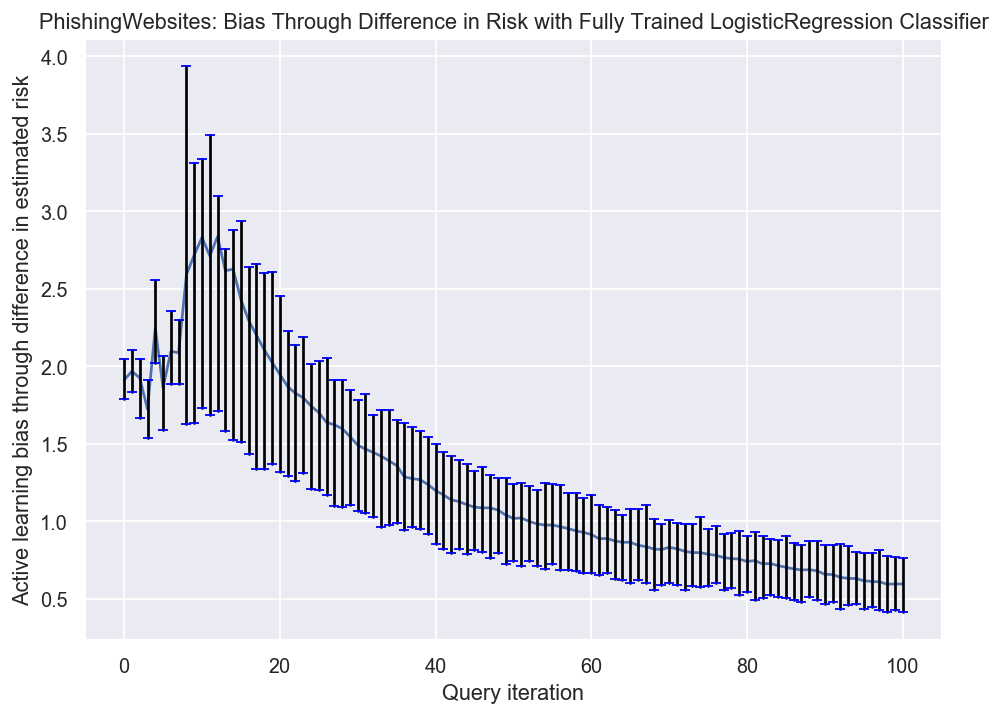 PhishingWebsites: Bias Through Difference in Risk with Fully Trained LogisticRegression Classifier
Active learning bias through difference in estimated risk
4.0
3.5
3.0
2.5
2.0
1.5
1.0
0.5
0 20 40 60 80 100
Query iteration